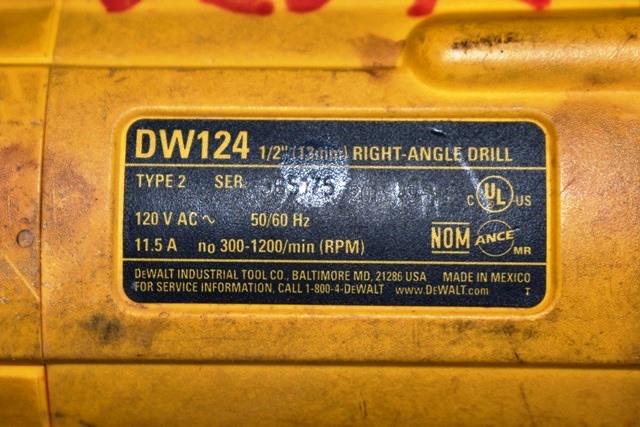 DW124 1/2" (13mm) RIGHT-ANGLE DRILL
TYPE 2 SER
120 V AC ~ 50/60 Hz
11.5 A no 300-1200/min (RPM)
C UL US
NOM ANCE MR
DEWALT INDUSTRIAL TOOL CO., BALTIMORE MD, 21286 USA MADE IN MEXICO
FOR SERVICE INFORMATION, CALL 1-800-4-DEWALT www.DEWALT.com